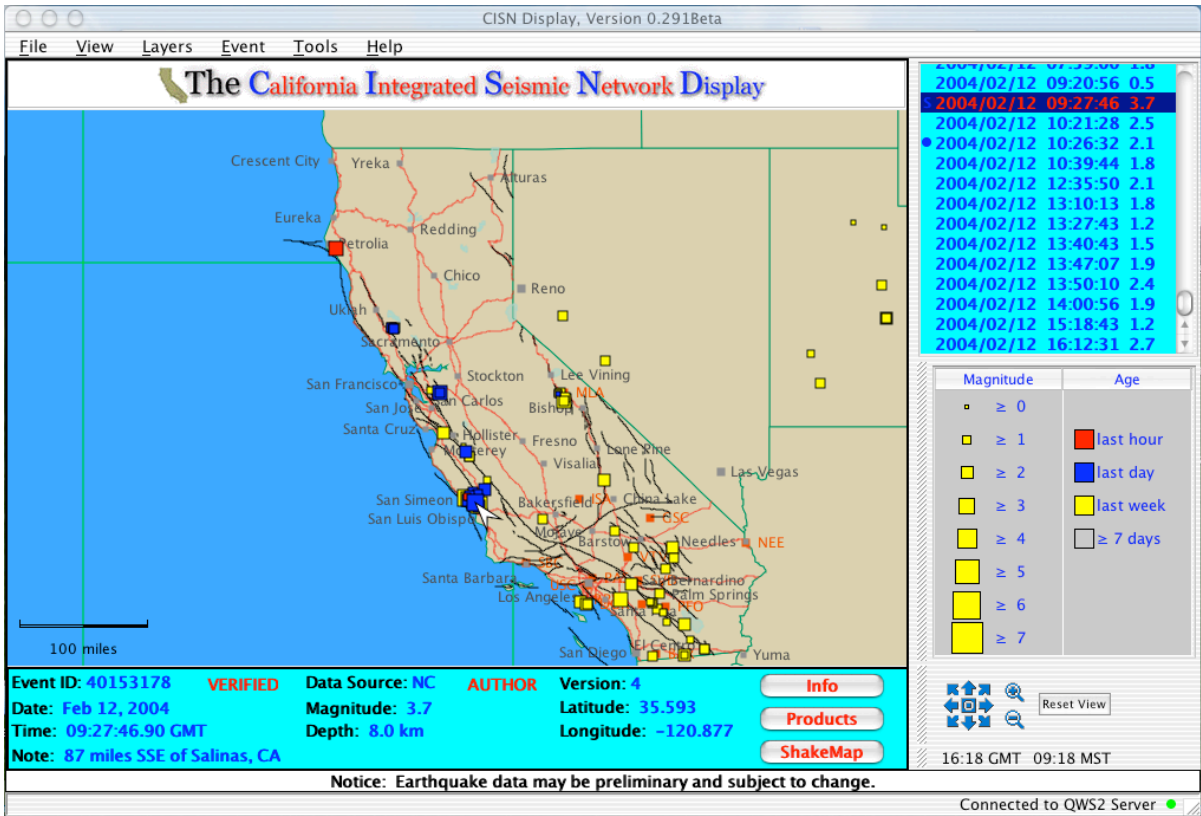 CISN Display, Version 0.291Beta
File View Layers Event Tools Help
The California Integrated Seismic Network Display
Crescent City
Yreka
Alturas
Eureka
Redding
Petrolia
Chico
Reno
Ukiah
Sacramento
Stockton
Lee Vining
San Francisco
San Carlos
MLA
San Jose
Bishop
Santa Cruz
Hollister
Fresno
Lone Pine
Monterey
Visalia
Las Vegas
San Simeon
Bakersfield
ISA
China Lake
San Luis Obispo
GSC
Mojave
Barstow
Needles
NEE
Santa Barbara
San Bernardino
Los Angeles
Palm Springs
PFO
Santa Ana
San Diego
El Centro
Yuma
100 miles
2004/02/12 07:39:00 1.8
2004/02/12 09:20:56 0.5
S 2004/02/12 09:27:46 3.7
2004/02/12 10:21:28 2.5
2004/02/12 10:26:32 2.1
2004/02/12 10:39:44 1.8
2004/02/12 12:35:50 2.1
2004/02/12 13:10:13 1.8
2004/02/12 13:27:43 1.2
2004/02/12 13:40:43 1.5
2004/02/12 13:47:07 1.9
2004/02/12 13:50:10 2.4
2004/02/12 14:00:56 1.9
2004/02/12 15:18:43 1.2
2004/02/12 16:12:31 2.7
Magnitude Age
≥ 0
≥ 1 last hour
≥ 2 last day
≥ 3 last week
≥ 4 ≥ 7 days
≥ 5
≥ 6
≥ 7
Event ID: 40153178 VERIFIED Data Source: NC AUTHOR Version: 4 Info
Date: Feb 12, 2004 Magnitude: 3.7 Latitude: 35.593 Products
Time: 09:27:46.90 GMT Depth: 8.0 km Longitude: -120.877
Note: 87 miles SSE of Salinas, CA ShakeMap
Reset View
16:18 GMT 09:18 MST
Notice: Earthquake data may be preliminary and subject to change.
Connected to QWS2 Server